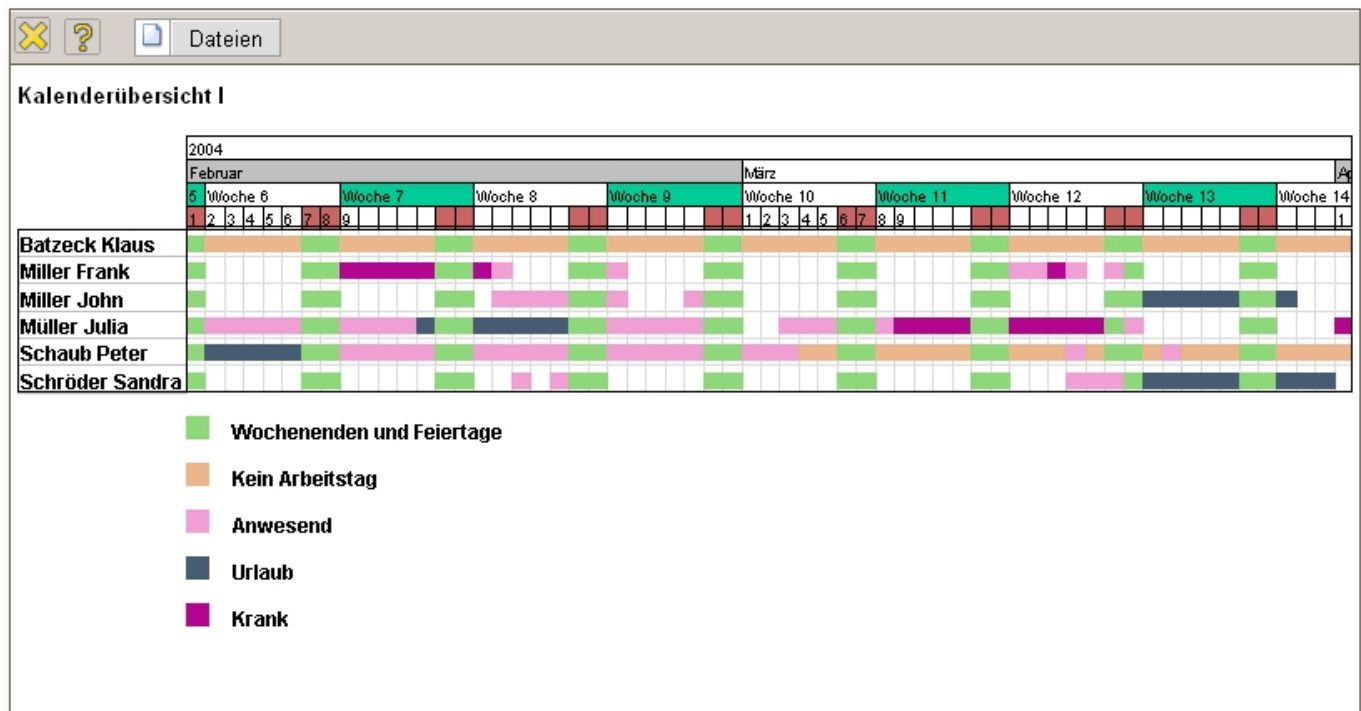 Dateien
Kalenderübersicht I
2004
Februar März Ap
5 Woche 6 Woche 7 Woche 8 Woche 9 Woche 10 Woche 11 Woche 12 Woche 13 Woche 14
1 2 3 4 5 6 7 8 9 1 2 3 4 5 6 7 8 9 1
Batzeck Klaus
Miller Frank
Miller John
Müller Julia
Schaub Peter
Schröder Sandra
Wochenenden und Feiertage
Kein Arbeitstag
Anwesend
Urlaub
Krank